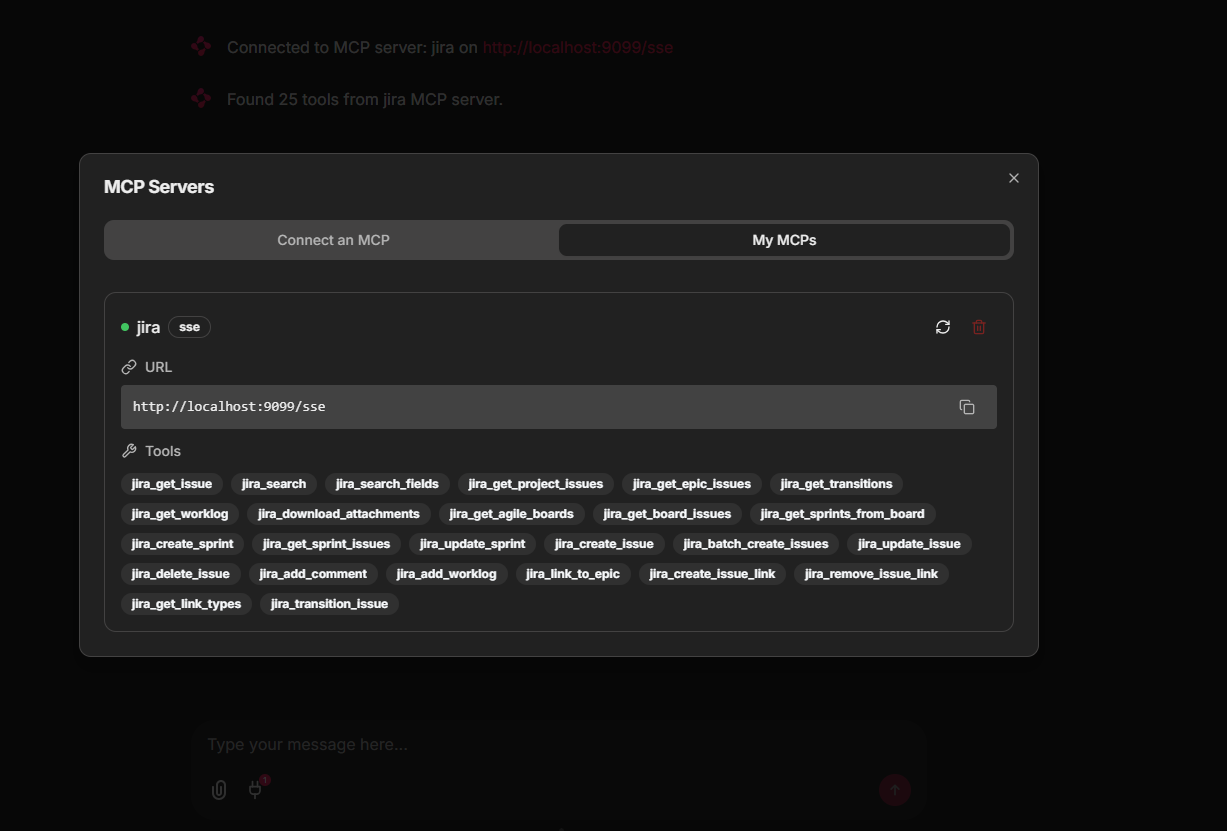 Connected to MCP server: jira on http://localhost:9099/sse
Found 25 tools from jira MCP server.
MCP Servers
Connect an MCP
My MCPs
jira sse
URL
http://localhost:9099/sse
Tools
jira_get_issue jira_search jira_search_fields jira_get_project_issues jira_get_epic_issues jira_get_transitions
jira_get_worklog jira_download_attachments jira_get_agile_boards jira_get_board_issues jira_get_sprints_from_board
jira_create_sprint jira_get_sprint_issues jira_update_sprint jira_create_issue jira_batch_create_issues jira_update_issue
jira_delete_issue jira_add_comment jira_add_worklog jira_link_to_epic jira_create_issue_link jira_remove_issue_link
jira_get_link_types jira_transition_issue
Type your message here...
1